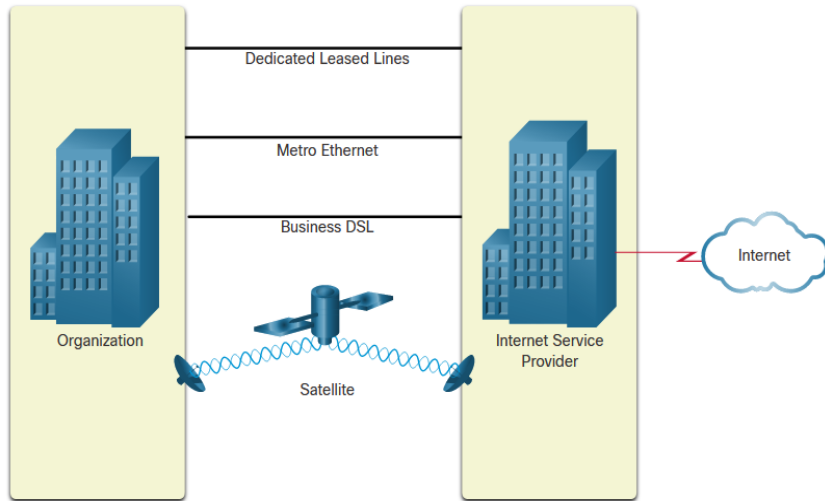 Dedicated Leased Lines
Metro Ethernet
Business DSL
Internet
Organization
Internet Service
Provider
Satellite